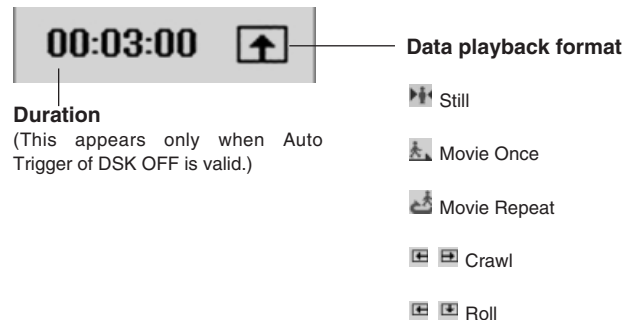 00:03:00
Data playback format
Duration
(This appears only when Auto
Trigger of DSK OFF is valid.)
Still
Movie Once
Movie Repeat
Crawl
Roll